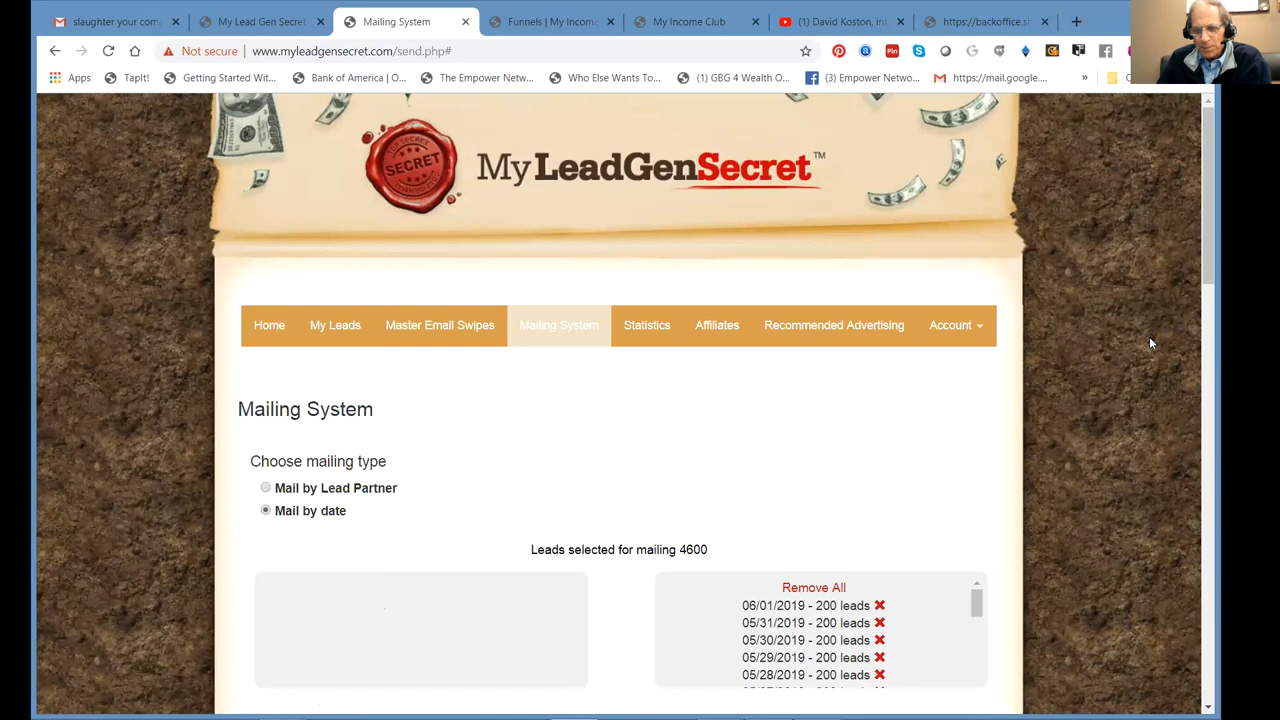 slaughter your com
My Lead Gen Secret
Mailing System
Funnels | My Incom
My Income Club
(1) David Koston, int
https://backoffice.sh
Not secure
www.myleadgensecret.com/send.php#
Apps
TapIt!
Getting Started Wit...
Bank of America | O...
The Empower Netw...
Who Else Wants To...
(1) GBG 4 Wealth O...
(3) Empower Netwo...
https://mail.google....
»
TOP SECRET
SECRET
MyLeadGenSecret™
Home
My Leads
Master Email Swipes
Mailing System
Statistics
Affiliates
Recommended Advertising
Account
Mailing System
Choose mailing type
Mail by Lead Partner
Mail by date
Leads selected for mailing 4600
Remove All
06/01/2019 - 200 leads
05/31/2019 - 200 leads
05/30/2019 - 200 leads
05/29/2019 - 200 leads
05/28/2019 - 200 leads